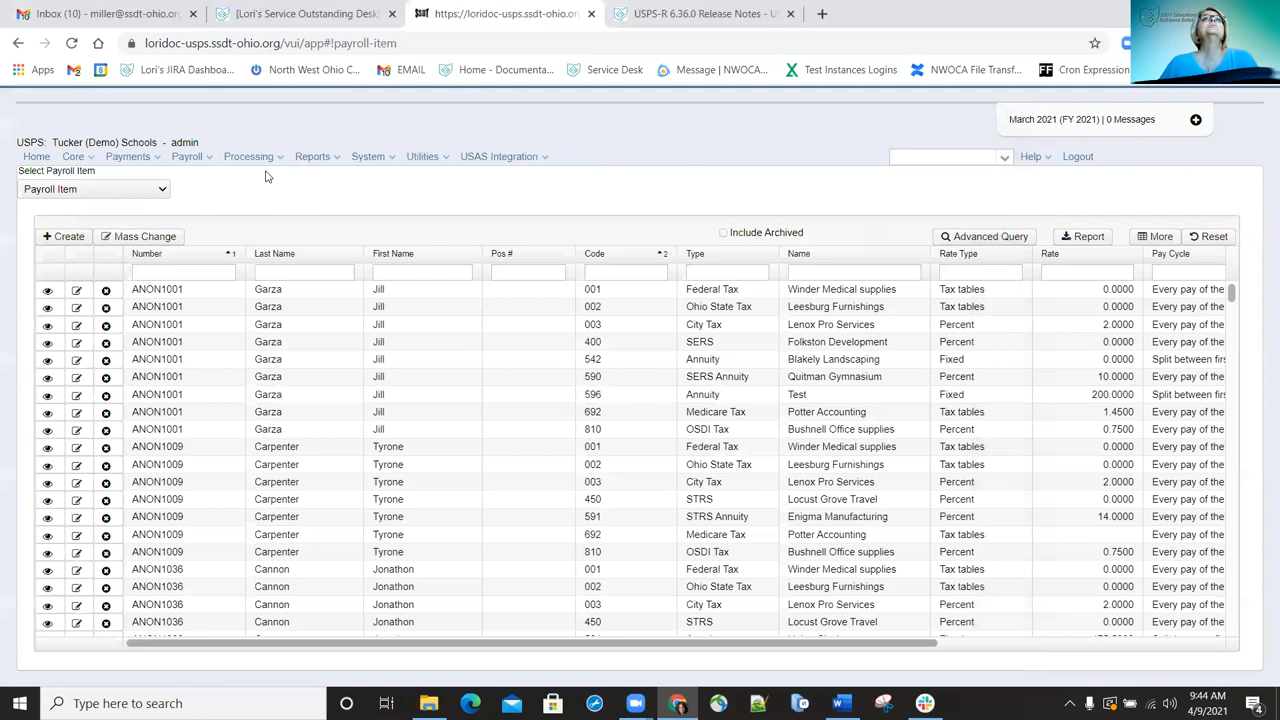 Inbox (10) - miller@ssdt-ohio.org
[Lori's Service Outstanding Desk]
SSDT
https://loridoc-usps.ssdt-ohio.org
USPS-R 6.36.0 Release Notes - U
loridoc-usps.ssdt-ohio.org/vui/app#!payroll-item
Apps
Lori's JIRA Dashboa...
North West Ohio C...
EMAIL
Home - Documenta...
Service Desk
Message | NWOCA...
Test Instances Logins
NWOCA File Transf...
Cron Expression
March 2021 (FY 2021) | 0 Messages
USPS: Tucker (Demo) Schools - admin
Home Core Payments Payroll Processing Reports System Utilities USAS Integration Help Logout
Select Payroll Item
Payroll Item
Create Mass Change Include Archived Advanced Query Report More Reset
Number 1 Last Name First Name Pos # Code 2 Type Name Rate Type Rate Pay Cycle
ANON1001 Garza Jill 001 Federal Tax Winder Medical supplies Tax tables 0.0000 Every pay of the
ANON1001 Garza Jill 002 Ohio State Tax Leesburg Furnishings Tax tables 0.0000 Every pay of the
ANON1001 Garza Jill 003 City Tax Lenox Pro Services Percent 2.0000 Every pay of the
ANON1001 Garza Jill 400 SERS Folkston Development Percent 0.0000 Every pay of the
ANON1001 Garza Jill 542 Annuity Blakely Landscaping Fixed 0.0000 Split between firs
ANON1001 Garza Jill 590 SERS Annuity Quitman Gymnasium Percent 10.0000 Every pay of the
ANON1001 Garza Jill 596 Annuity Test Fixed 200.0000 Split between firs
ANON1001 Garza Jill 692 Medicare Tax Potter Accounting Tax tables 1.4500 Every pay of the
ANON1001 Garza Jill 810 OSDI Tax Bushnell Office supplies Percent 0.7500 Every pay of the
ANON1009 Carpenter Tyrone 001 Federal Tax Winder Medical supplies Tax tables 0.0000 Every pay of the
ANON1009 Carpenter Tyrone 002 Ohio State Tax Leesburg Furnishings Tax tables 0.0000 Every pay of the
ANON1009 Carpenter Tyrone 003 City Tax Lenox Pro Services Percent 2.0000 Every pay of the
ANON1009 Carpenter Tyrone 450 STRS Locust Grove Travel Percent 0.0000 Every pay of the
ANON1009 Carpenter Tyrone 591 STRS Annuity Enigma Manufacturing Percent 14.0000 Every pay of the
ANON1009 Carpenter Tyrone 692 Medicare Tax Potter Accounting Tax tables Every pay of the
ANON1009 Carpenter Tyrone 810 OSDI Tax Bushnell Office supplies Percent 0.7500 Every pay of the
ANON1036 Cannon Jonathon 001 Federal Tax Winder Medical supplies Tax tables 0.0000 Every pay of the
ANON1036 Cannon Jonathon 002 Ohio State Tax Leesburg Furnishings Tax tables 0.0000 Every pay of the
ANON1036 Cannon Jonathon 003 City Tax Lenox Pro Services Percent 2.0000 Every pay of the
ANON1036 Cannon Jonathon 450 STRS Locust Grove Travel Percent 0.0000 Every pay of the
Type here to search
9:44 AM
4/9/2021
4